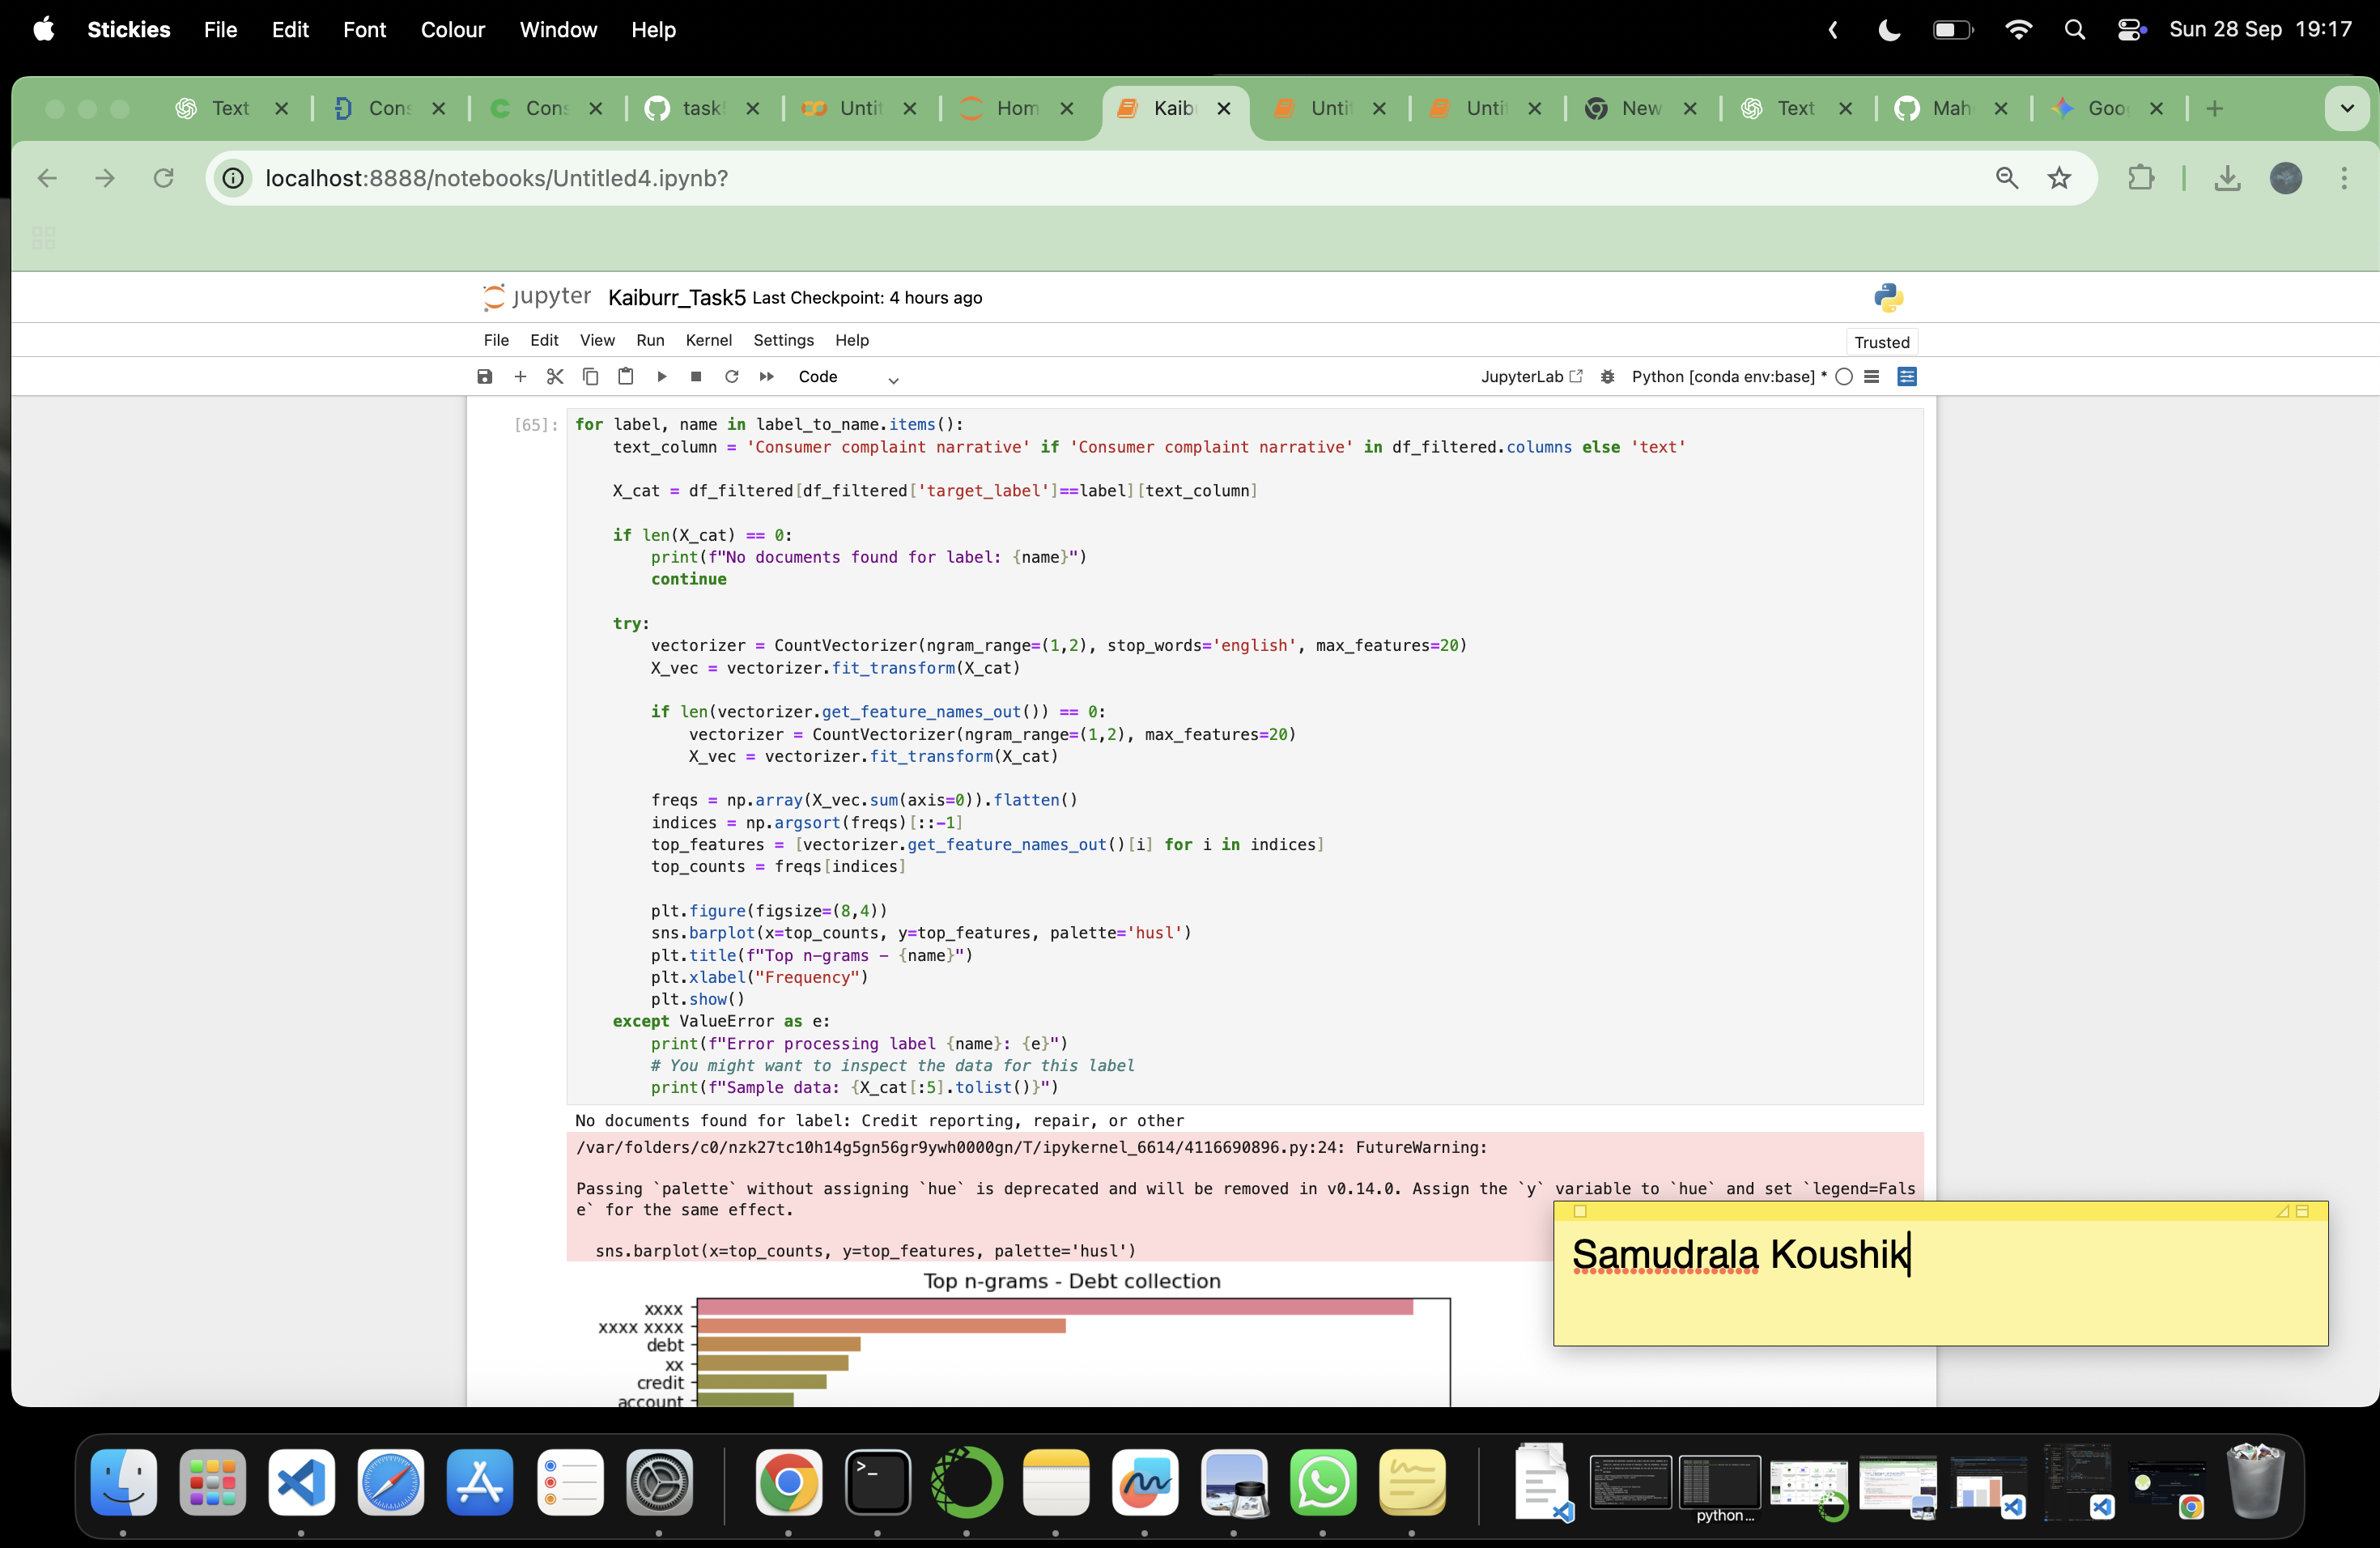 Stickies File Edit Font Colour Window Help Sun 28 Sep 19:17
Text Cons Cons task Untit Hom Kaib Unti Unti New Text Mah Goo
localhost:8888/notebooks/Untitled4.ipynb?
jupyter Kaiburr_Task5 Last Checkpoint: 4 hours ago
File Edit View Run Kernel Settings Help
Trusted
Code JupyterLab Python [conda env:base] *
[65]: for label, name in label_to_name.items():
    text_column = 'Consumer complaint narrative' if 'Consumer complaint narrative' in df_filtered.columns else 'text'
    X_cat = df_filtered[df_filtered['target_label']==label][text_column]
    if len(X_cat) == 0:
        print(f"No documents found for label: {name}")
        continue
    try:
        vectorizer = CountVectorizer(ngram_range=(1,2), stop_words='english', max_features=20)
        X_vec = vectorizer.fit_transform(X_cat)
        if len(vectorizer.get_feature_names_out()) == 0:
            vectorizer = CountVectorizer(ngram_range=(1,2), max_features=20)
            X_vec = vectorizer.fit_transform(X_cat)
        freqs = np.array(X_vec.sum(axis=0)).flatten()
        indices = np.argsort(freqs)[::-1]
        top_features = [vectorizer.get_feature_names_out()[i] for i in indices]
        top_counts = freqs[indices]
        plt.figure(figsize=(8,4))
        sns.barplot(x=top_counts, y=top_features, palette='husl')
        plt.title(f"Top n-grams - {name}")
        plt.xlabel("Frequency")
        plt.show()
    except ValueError as e:
        print(f"Error processing label {name}: {e}")
        # You might want to inspect the data for this label
        print(f"Sample data: {X_cat[:5].tolist()}")
No documents found for label: Credit reporting, repair, or other
/var/folders/c0/nzk27tc10h14g5gn56gr9ywh0000gn/T/ipykernel_6614/4116690896.py:24: FutureWarning:
Passing `palette` without assigning `hue` is deprecated and will be removed in v0.14.0. Assign the `y` variable to `hue` and set `legend=Fals
e` for the same effect.
  sns.barplot(x=top_counts, y=top_features, palette='husl')
Samudrala Koushik
Top n-grams - Debt collection
xxxx
xxxx xxxx
debt
xx
credit
account
python...